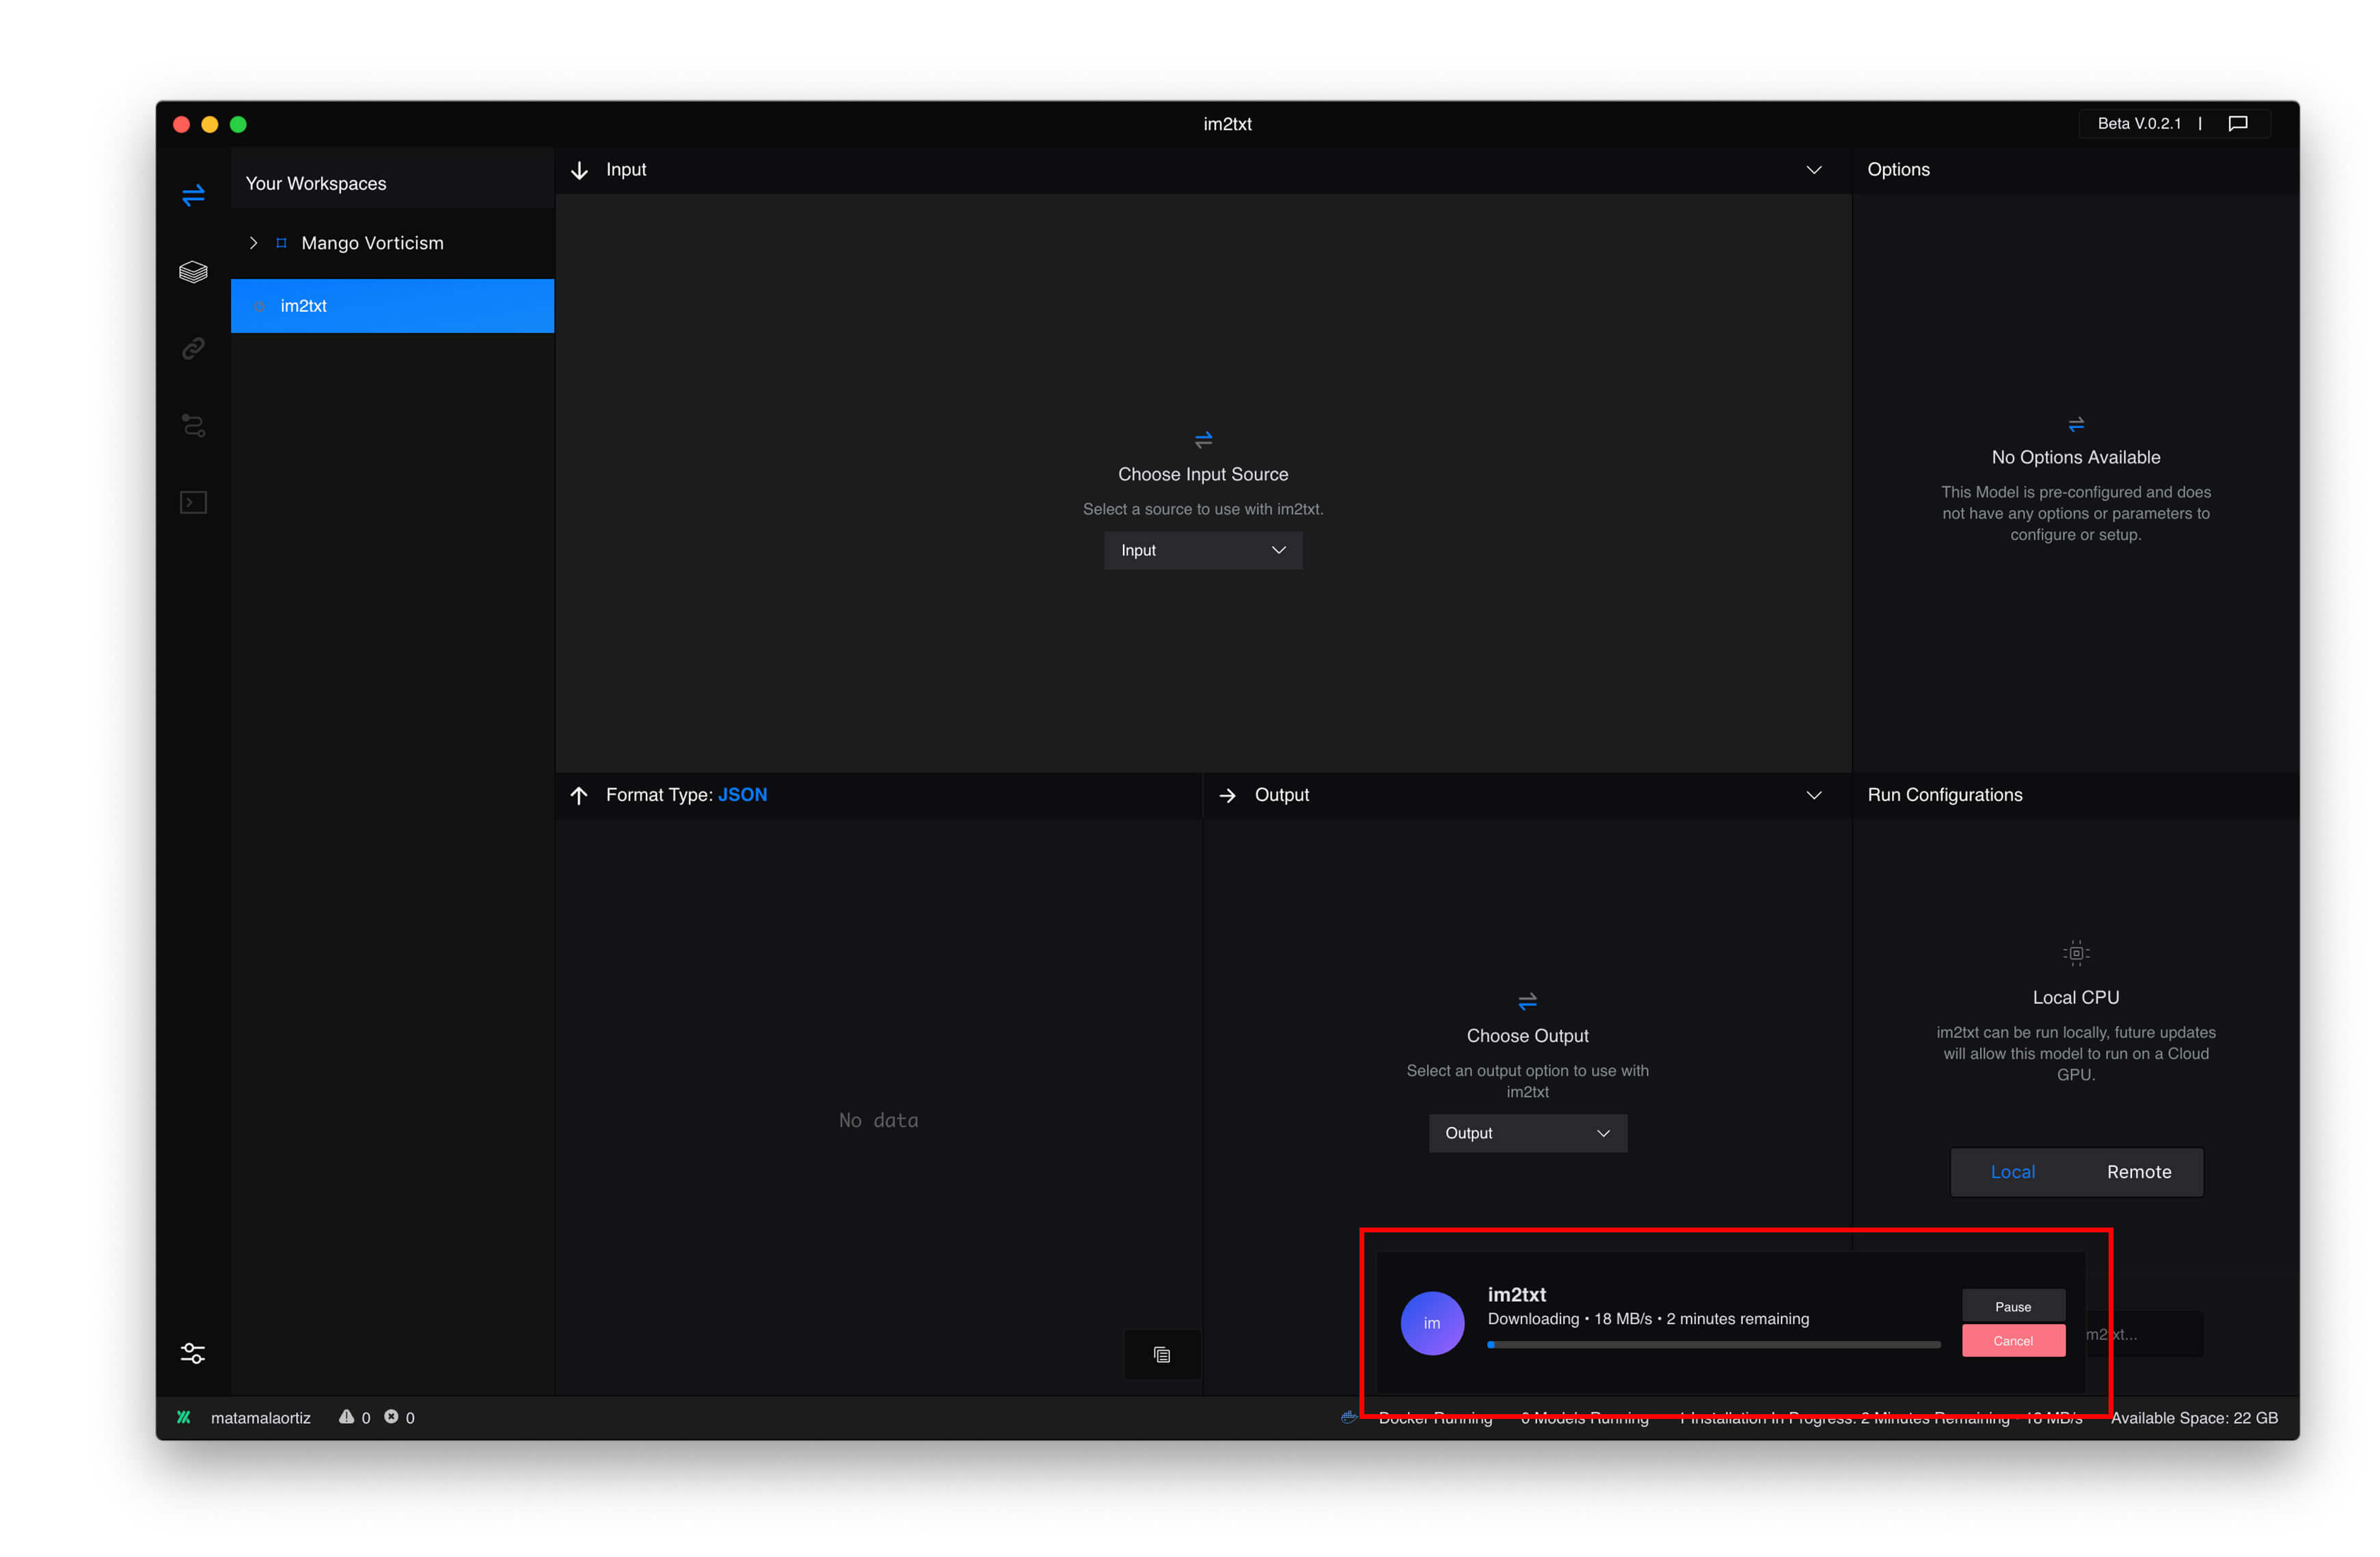 im2txt
Beta V.0.2.1 |
Your Workspaces
Mango Vorticism
im2txt
Input
Choose Input Source
Select a source to use with im2txt.
Input
Options
No Options Available
This Model is pre-configured and does
not have any options or parameters to
configure or setup.
Format Type: JSON
No data
Output
Choose Output
Select an output option to use with
im2txt
Output
Run Configurations
Local CPU
im2txt can be run locally, future updates
will allow this model to run on a Cloud
GPU.
Local Remote
im
im2txt
Downloading • 18 MB/s • 2 minutes remaining
Pause
Cancel
m2txt...
matamalaortiz 0 0
Docker Running 0 Models Running 1 Installation In Progress: 2 Minutes Remaining • 18 MB/s Available Space: 22 GB